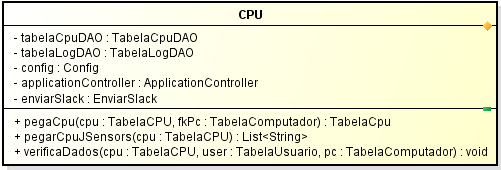 CPU
- tabelaCpuDAO : TabelaCpuDAO
- tabelaLogDAO : TabelaLogDAO
- config : Config
- applicationController : ApplicationController
- enviarSlack : EnviarSlack
+ pegaCpu(cpu : TabelaCPU, fkPc : TabelaComputador) : TabelaCpu
+ pegarCpuJSensors(cpu : TabelaCPU) : List<String>
+ verificaDados(cpu : TabelaCPU, user : TabelaUsuario, pc : TabelaComputador) : void